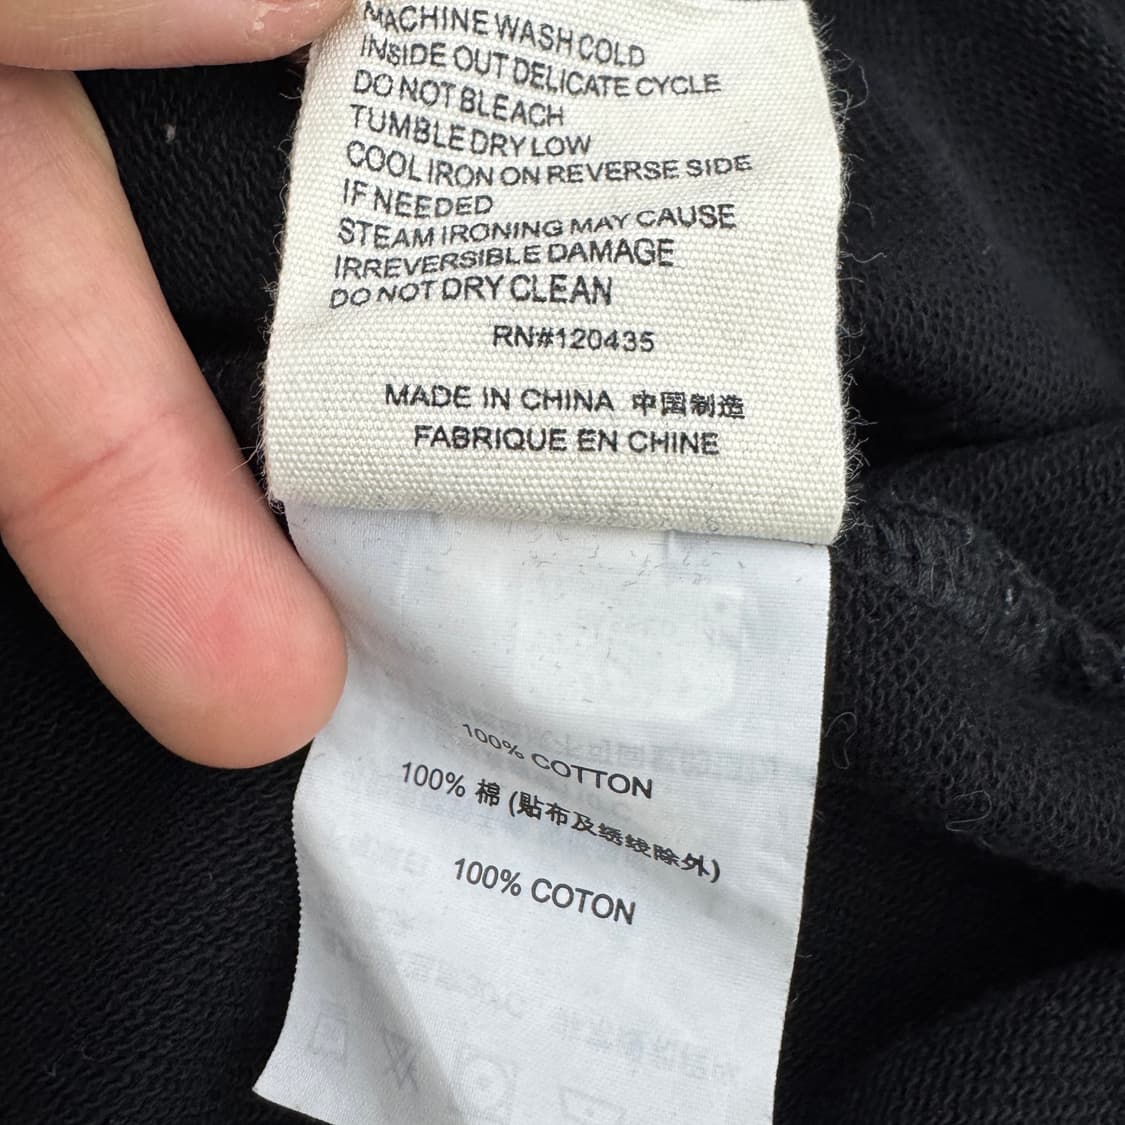 MACHINE WASH COLD
INSIDE OUT DELICATE CYCLE
DO NOT BLEACH
TUMBLE DRY LOW
COOL IRON ON REVERSE SIDE
IF NEEDED
STEAM IRONING MAY CAUSE
IRREVERSIBLE DAMAGE
DO NOT DRY CLEAN
RN#120435
MADE IN CHINA 中国制造
FABRIQUE EN CHINE
100% COTTON
100% 棉 (貼布及绣线除外)
100% COTON